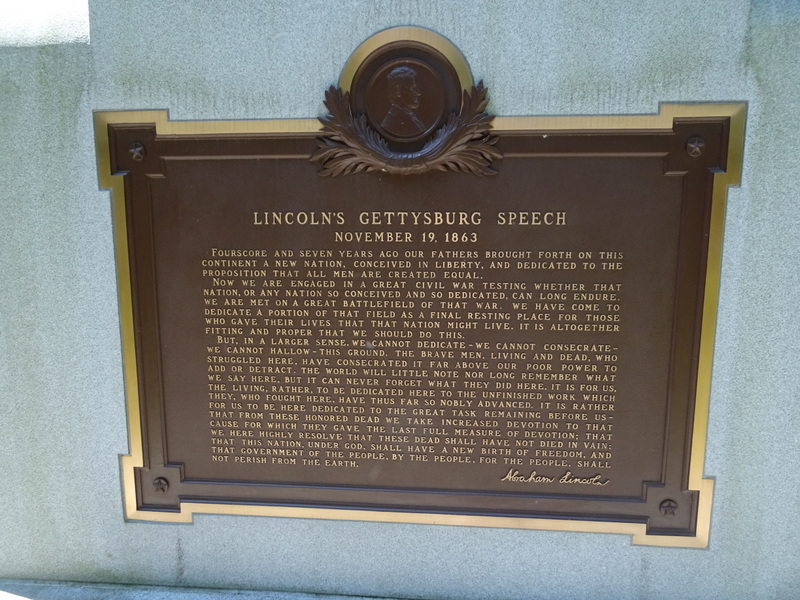 LINCOLN'S GETTYSBURG SPEECH
NOVEMBER 19, 1863
FOURSCORE AND SEVEN YEARS AGO OUR FATHERS BROUGHT FORTH ON THIS
CONTINENT A NEW NATION, CONCEIVED IN LIBERTY, AND DEDICATED TO THE
PROPOSITION THAT ALL MEN ARE CREATED EQUAL.
NOW WE ARE ENGAGED IN A GREAT CIVIL WAR TESTING WHETHER THAT
NATION, OR ANY NATION SO CONCEIVED AND SO DEDICATED, CAN LONG ENDURE.
WE ARE MET ON A GREAT BATTLEFIELD OF THAT WAR. WE HAVE COME TO
DEDICATE A PORTION OF THAT FIELD AS A FINAL RESTING PLACE FOR THOSE
WHO GAVE THEIR LIVES THAT THAT NATION MIGHT LIVE. IT IS ALTOGETHER
FITTING AND PROPER THAT WE SHOULD DO THIS.
BUT, IN A LARGER SENSE, WE CANNOT DEDICATE – WE CANNOT CONSECRATE –
WE CANNOT HALLOW – THIS GROUND. THE BRAVE MEN, LIVING AND DEAD, WHO
STRUGGLED HERE, HAVE CONSECRATED IT FAR ABOVE OUR POOR POWER TO
ADD OR DETRACT. THE WORLD WILL LITTLE NOTE NOR LONG REMEMBER WHAT
WE SAY HERE, BUT IT CAN NEVER FORGET WHAT THEY DID HERE. IT IS FOR US,
THE LIVING, RATHER, TO BE DEDICATED HERE TO THE UNFINISHED WORK WHICH
THEY, WHO FOUGHT HERE, HAVE THUS FAR SO NOBLY ADVANCED. IT IS RATHER
FOR US TO BE HERE DEDICATED TO THE GREAT TASK REMAINING BEFORE US –
THAT FROM THESE HONORED DEAD WE TAKE INCREASED DEVOTION TO THAT
CAUSE FOR WHICH THEY GAVE THE LAST FULL MEASURE OF DEVOTION; THAT
WE HERE HIGHLY RESOLVE THAT THESE DEAD SHALL HAVE NOT DIED IN VAIN;
THAT THIS NATION, UNDER GOD, SHALL HAVE A NEW BIRTH OF FREEDOM, AND
THAT GOVERNMENT OF THE PEOPLE, BY THE PEOPLE, FOR THE PEOPLE, SHALL
NOT PERISH FROM THE EARTH.
Abraham Lincoln